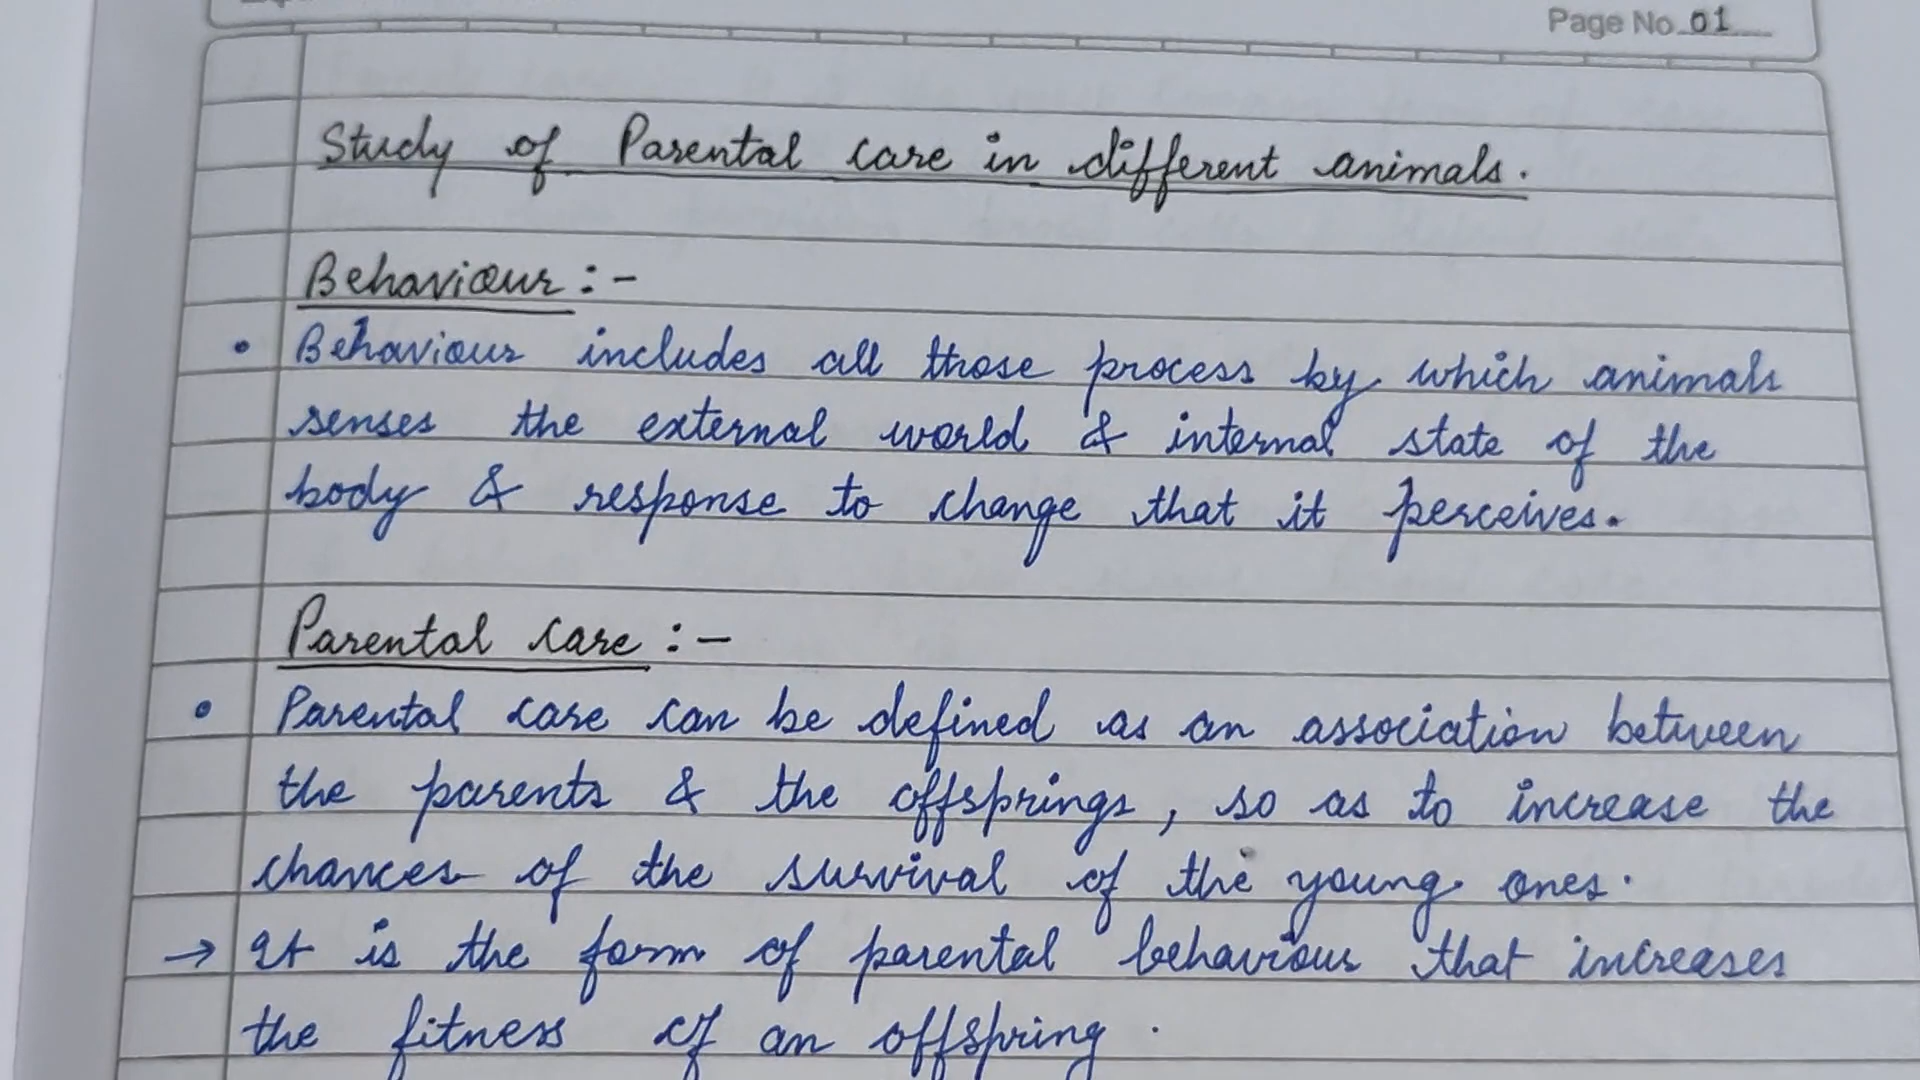 Page No. 01
Study of Parental care in different animals.
Behaviour :-
• Behaviour includes all those process by which animals
senses the external world & internal state of the
body & response to change that it perceives.
Parental care :-
• Parental care can be defined as an association between
the parents & the offsprings, so as to increase the
chances of the survival of the young ones.
→ It is the form of parental behaviour that increases
the fitness of an offspring.